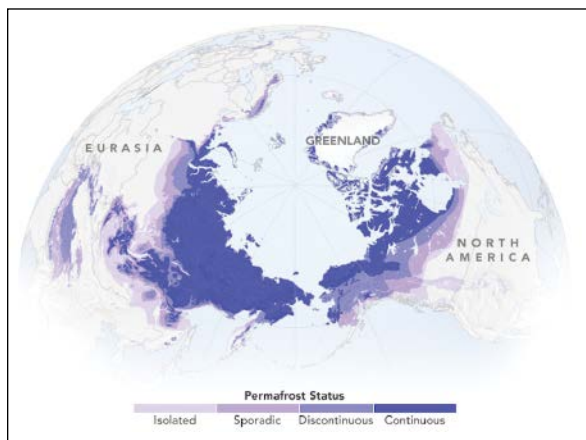 EURASIA
GREENLAND
NORTH
AMERICA
Permafrost Status
Isolated Sporadic Discontinuous Continuous